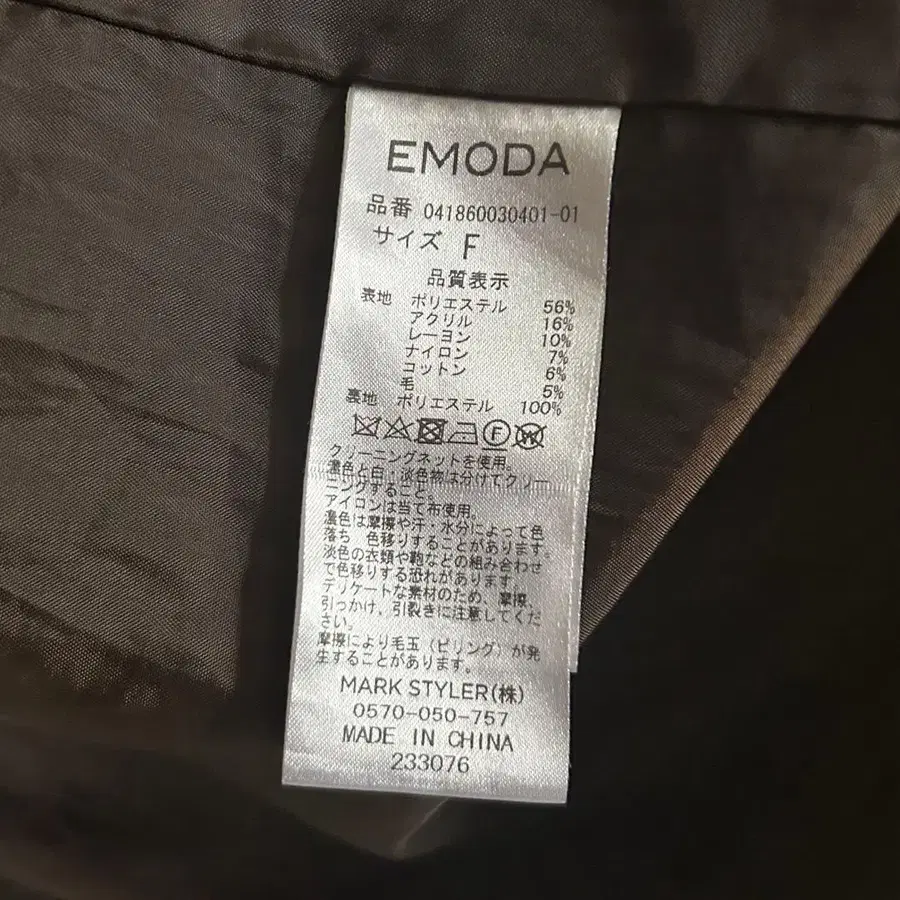 EMODA
品番 041860030401-01
サイズ F
品質表示
表地 ポリエステル 56%
アクリル 16%
レーヨン 10%
ナイロン 7%
コットン 6%
毛 5%
裏地 ポリエステル 100%
F W
クリーニングネットを使用。
濃色と白・淡色物は分けてクリー
ニングすること。
アイロンは当て布使用。
濃色は摩擦や汗・水分によって色
落ち 色移りすることがあります。
淡色の衣類や鞄などの組み合わせ
で色移りする恐れがあります。
デリケートな素材のため、摩擦、
引っかけ、引裂きに注意してくだ
さい。
摩擦により毛玉（ピリング）が発
生することがあります。
MARK STYLER(株)
0570-050-757
MADE IN CHINA
233076